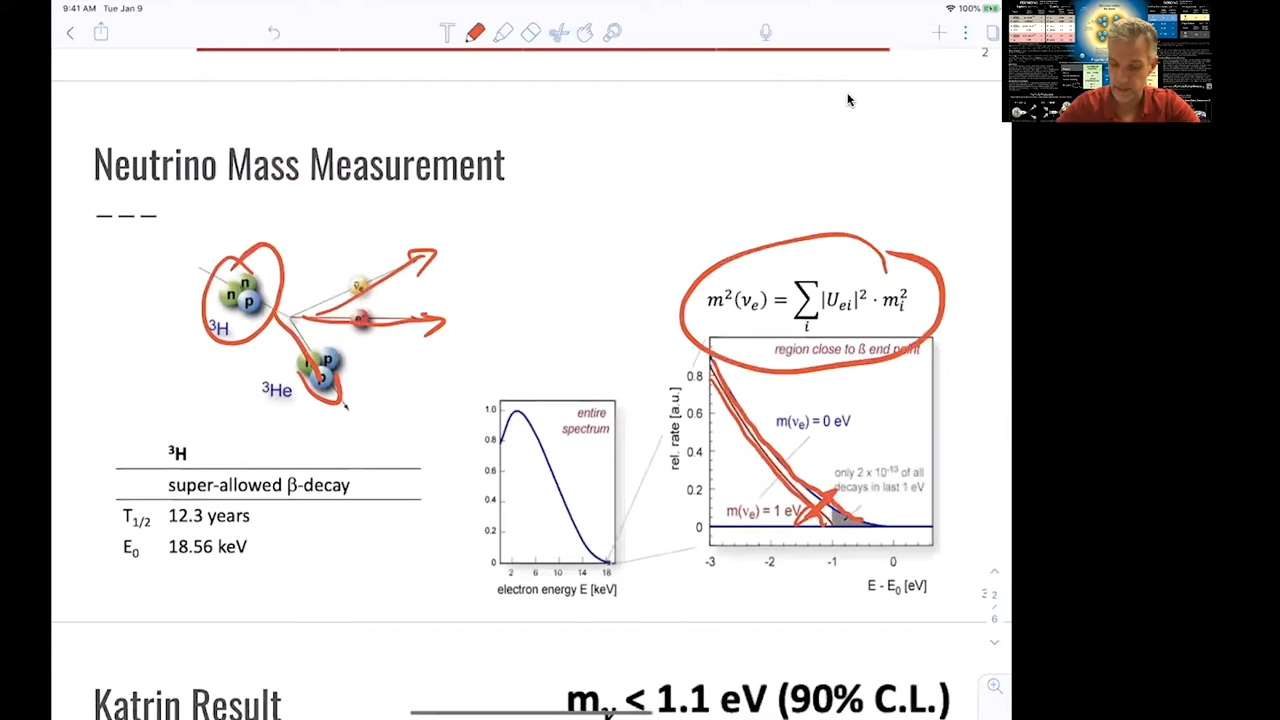 9:41 AM Tue Jan 9
100%
T
2
Neutrino Mass Measurement
n
n
p
³H
ν̄ₑ
p
p
³He
m²(νₑ) = ∑ᵢ |Uₑᵢ|² · mᵢ²
region close to ß end point
rel. rate [a.u.]
0.8
0.6
0.4
0.2
0
m(νₑ) = 0 eV
only 2 x 10⁻¹³ of all
decays in last 1 eV
m(νₑ) = 1 eV
-3 -2 -1 0
E - E₀ [eV]
entire
spectrum
1.0
0.8
0.6
0.4
0.2
0
2 6 10 14 18
electron energy E [keV]
³H
super-allowed β-decay
T₁/₂ 12.3 years
E₀ 18.56 keV
2
/
6
Katrin Result
mᵥ < 1.1 eV (90% C.L.)